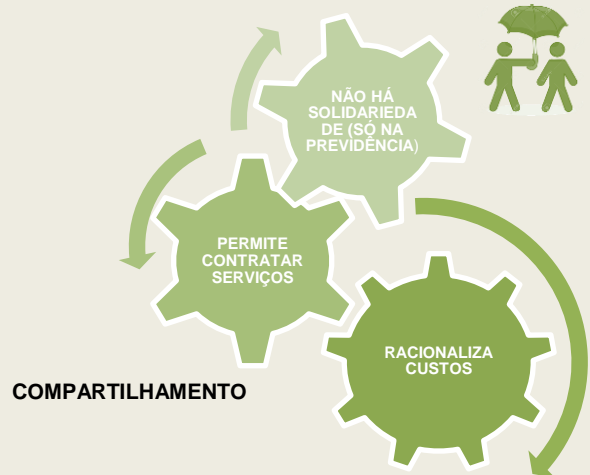 NÃO HÁ
SOLIDARIEDA
DE (SÓ NA
PREVIDÊNCIA)
PERMITE
CONTRATAR
SERVIÇOS
RACIONALIZA
CUSTOS
COMPARTILHAMENTO